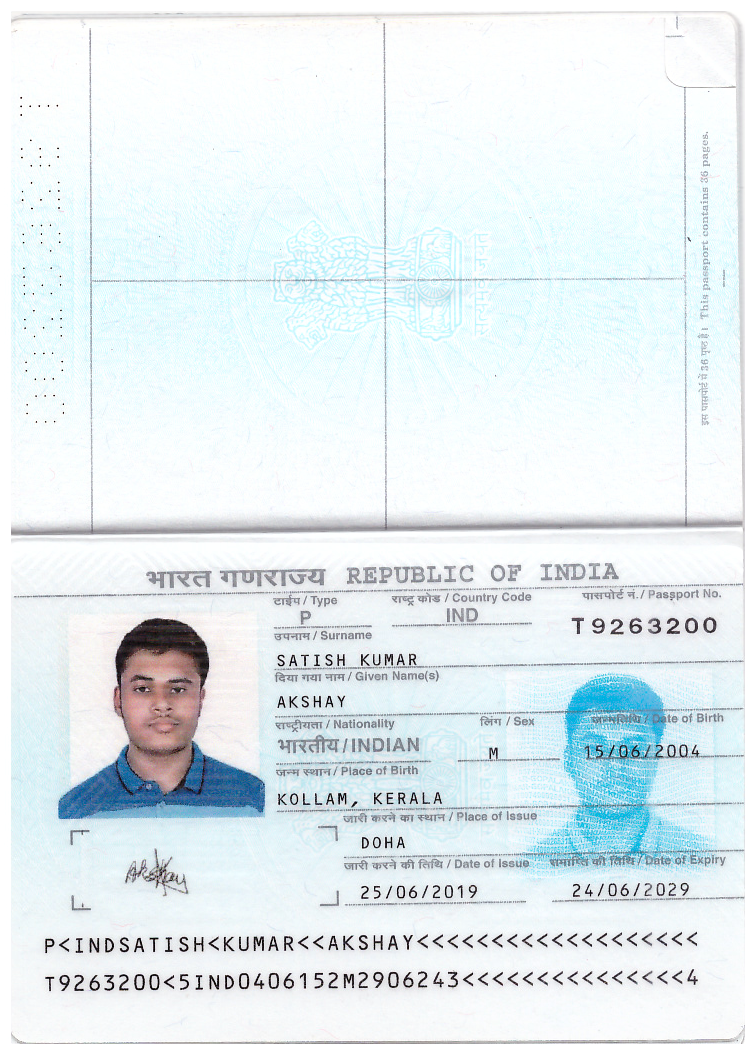 इस पासपोर्ट में 36 पृष्ठ हैं। This passport contains 36 pages.
भारत गणराज्य REPUBLIC OF INDIA
टाईप / Type राष्ट्र कोड / Country Code पासपोर्ट नं. / Passport No.
P IND T9263200
उपनाम / Surname
SATISH KUMAR
दिया गया नाम / Given Name(s)
AKSHAY
राष्ट्रीयता / Nationality लिंग / Sex जन्मतिथि / Date of Birth
भारतीय / INDIAN M 15/06/2004
जन्म स्थान / Place of Birth
KOLLAM, KERALA
जारी करने का स्थान / Place of Issue
DOHA
जारी करने की तिथि / Date of Issue समाप्ति की तिथि / Date of Expiry
25/06/2019 24/06/2029
Akshay
P<INDSATISH<KUMAR<<AKSHAY<<<<<<<<<<<<<<<<<<<
T9263200<5IND0406152M2906243<<<<<<<<<<<<<<<4